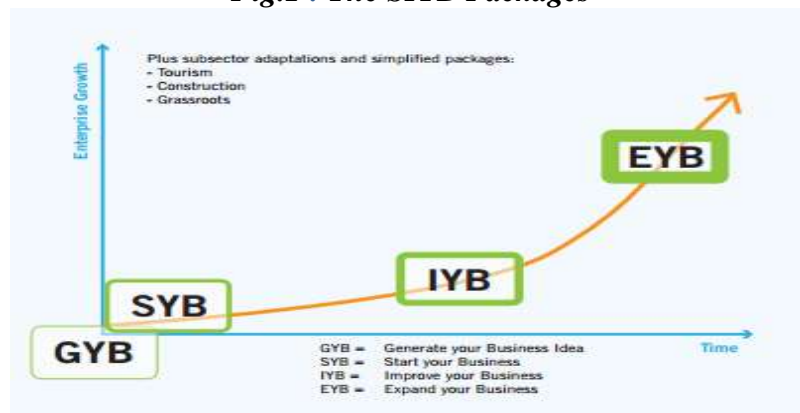 Fig.1 : The SIYB Packages
Plus subsector adaptations and simplified packages:
- Tourism
- Construction
- Grassroots
Enterprise Growth
EYB
IYB
SYB
GYB
Time
GYB = Generate your Business Idea
SYB = Start your Business
IYB = Improve your Business
EYB = Expand your Business